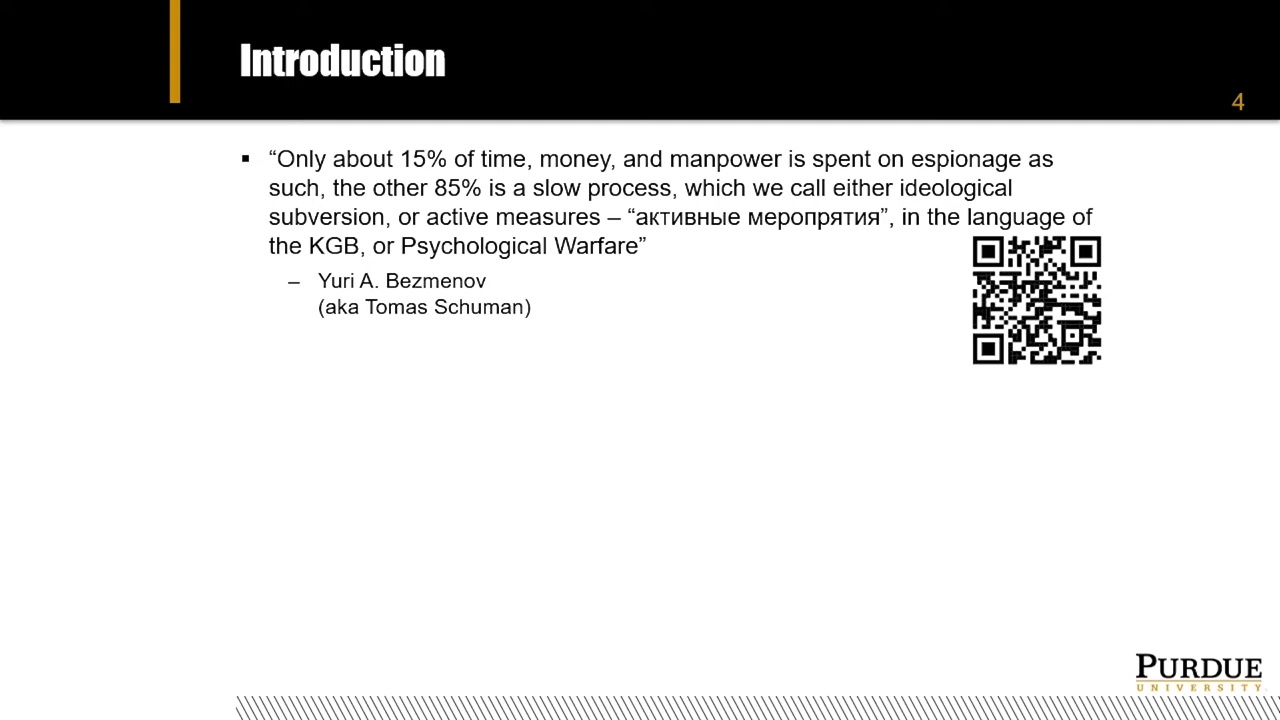 Introduction
4
▪ “Only about 15% of time, money, and manpower is spent on espionage as
such, the other 85% is a slow process, which we call either ideological
subversion, or active measures – “активные меропрятия”, in the language of
the KGB, or Psychological Warfare”
– Yuri A. Bezmenov
(aka Tomas Schuman)
PURDUE
UNIVERSITY